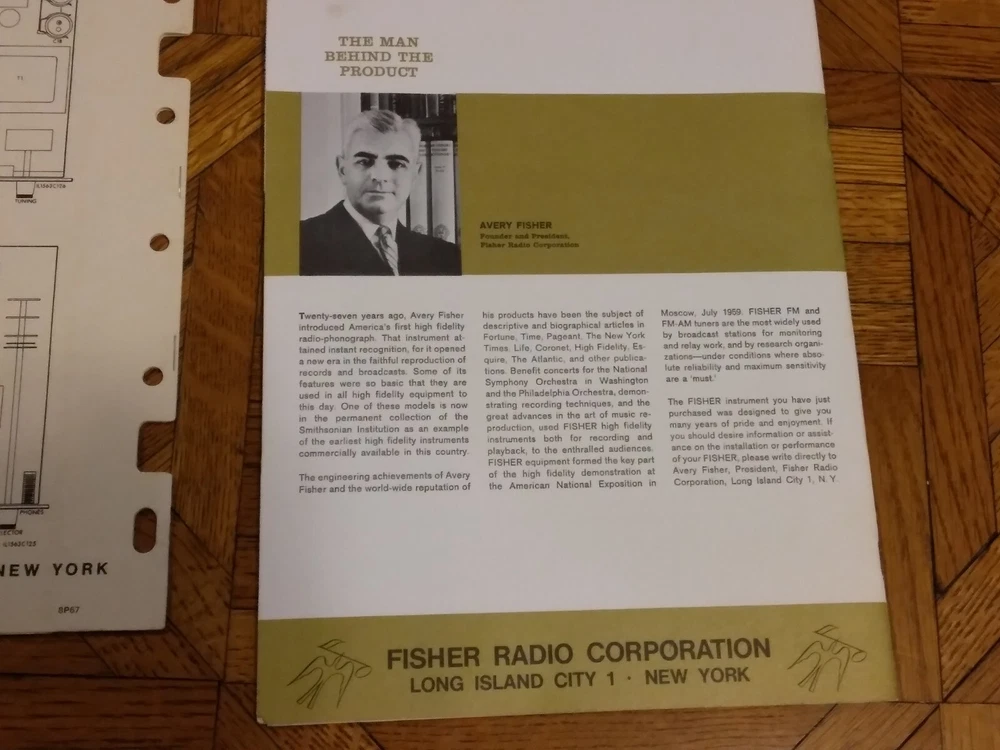 C18
T1
IL1562C126
TUNING
PHONES
IL1562C125
NEW YORK
8P67
THE MAN
BEHIND THE
PRODUCT
AVERY FISHER
Founder and President,
Fisher Radio Corporation
Twenty-seven years ago, Avery Fisher
introduced America's first high fidelity
radio-phonograph. That instrument at-
tained instant recognition, for it opened
a new era in the faithful reproduction of
records and broadcasts. Some of its
features were so basic that they are
used in all high fidelity equipment to
this day. One of these models is now
in the permanent collection of the
Smithsonian Institution as an example
of the earliest high fidelity instruments
commercially available in this country.
The engineering achievements of Avery
Fisher and the world-wide reputation of
his products have been the subject of
descriptive and biographical articles in
Fortune, Time, Pageant, The New York
Times, Life, Coronet, High Fidelity, Es-
quire, The Atlantic, and other publica-
tions. Benefit concerts for the National
Symphony Orchestra in Washington
and the Philadelphia Orchestra, demon-
strating recording techniques, and the
great advances in the art of music re-
production, used FISHER high fidelity
instruments both for recording and
playback, to the enthralled audiences.
FISHER equipment formed the key part
of the high fidelity demonstration at
the American National Exposition in
Moscow, July 1959. FISHER FM and
FM-AM tuners are the most widely used
by broadcast stations for monitoring
and relay work, and by research organi-
zations—under conditions where abso-
lute reliability and maximum sensitivity
are a 'must.'
The FISHER instrument you have just
purchased was designed to give you
many years of pride and enjoyment. If
you should desire information or assist-
ance on the installation or performance
of your FISHER, please write directly to
Avery Fisher, President, Fisher Radio
Corporation, Long Island City 1, N.Y.
FISHER RADIO CORPORATION
LONG ISLAND CITY 1 · NEW YORK